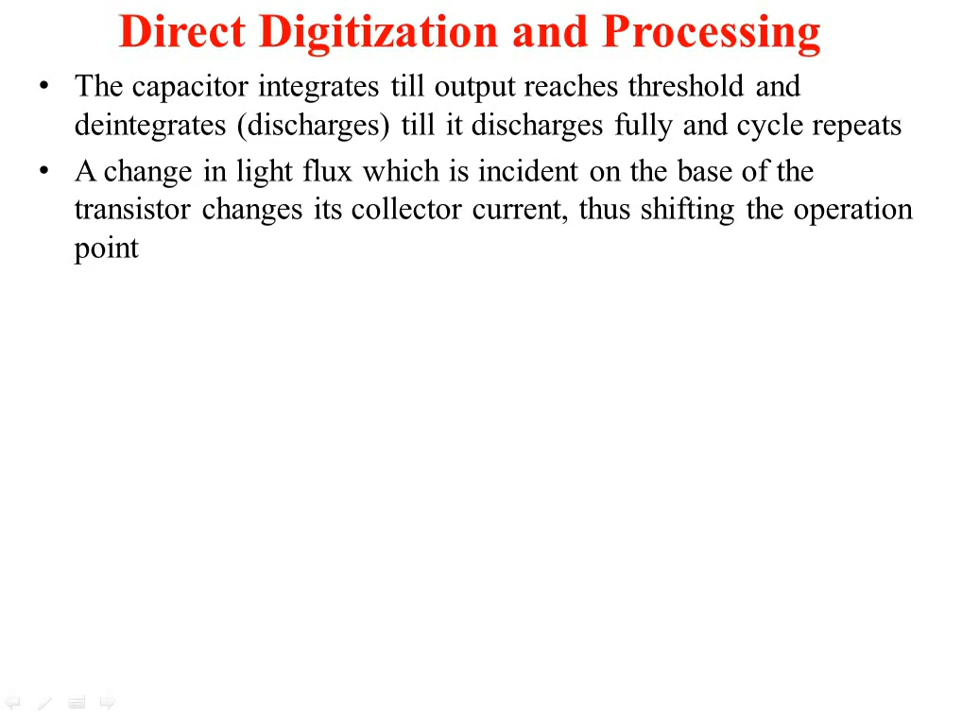 Direct Digitization and Processing
• The capacitor integrates till output reaches threshold and
deintegrates (discharges) till it discharges fully and cycle repeats
• A change in light flux which is incident on the base of the
transistor changes its collector current, thus shifting the operation
point